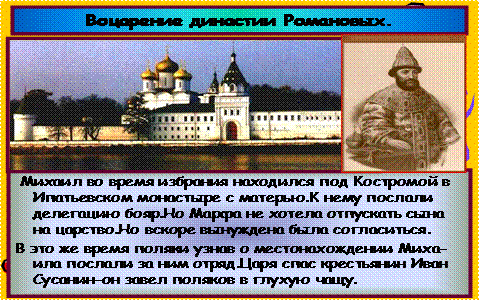 Воцарение династии Романовых.
Михаил во время избрания находился под Костромой в
Ипатьевском монастыре с матерью.К нему послали
делегацию бояр.Но Марфа не хотела отпускать сына
на царство.Но вскоре вынуждена была согласиться.
В это же время поляки узнав о местонахождении Миха-
ила послали за ним отряд.Царя спас крестьянин Иван
Сусанин-он завел поляков в глухую чащу.